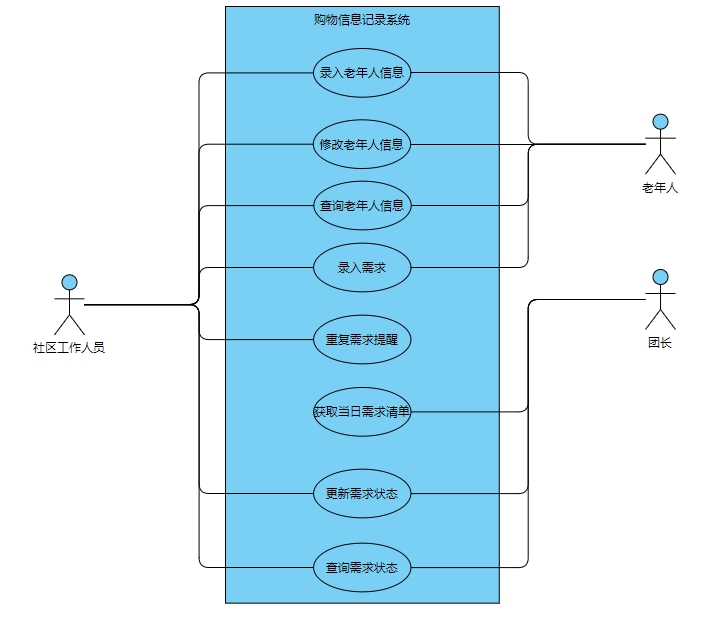 购物信息记录系统
录入老年人信息
修改老年人信息
老年人
查询老年人信息
录入需求
社区工作人员
重复需求提醒
团长
获取当日需求清单
更新需求状态
查询需求状态